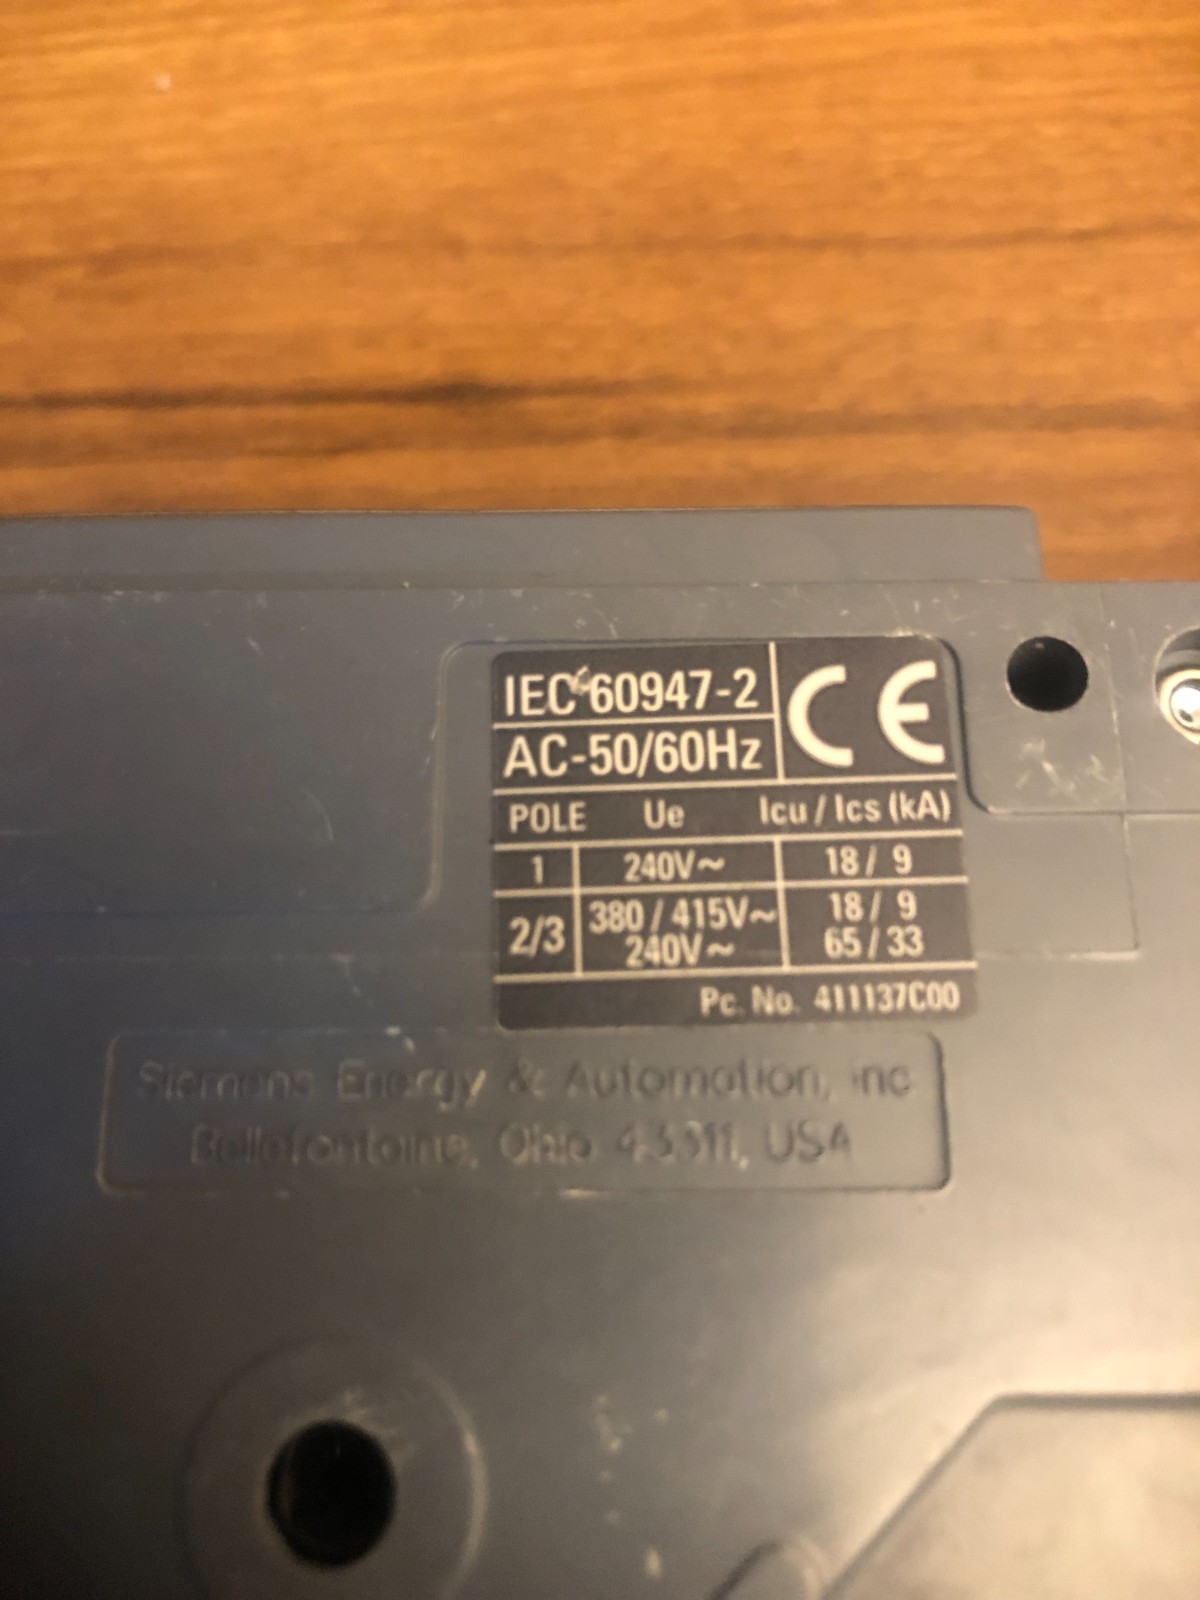 IEC 60947-2
CE
AC-50/60Hz
POLE Ue Icu / Ics (kA)
1 240V~ 18 / 9
2/3 380 / 415V~ 18 / 9
240V~ 65 / 33
Pc. No. 411137C00
Siemens Energy & Automation, inc
Bellefontaine, Ohio 43311, USA